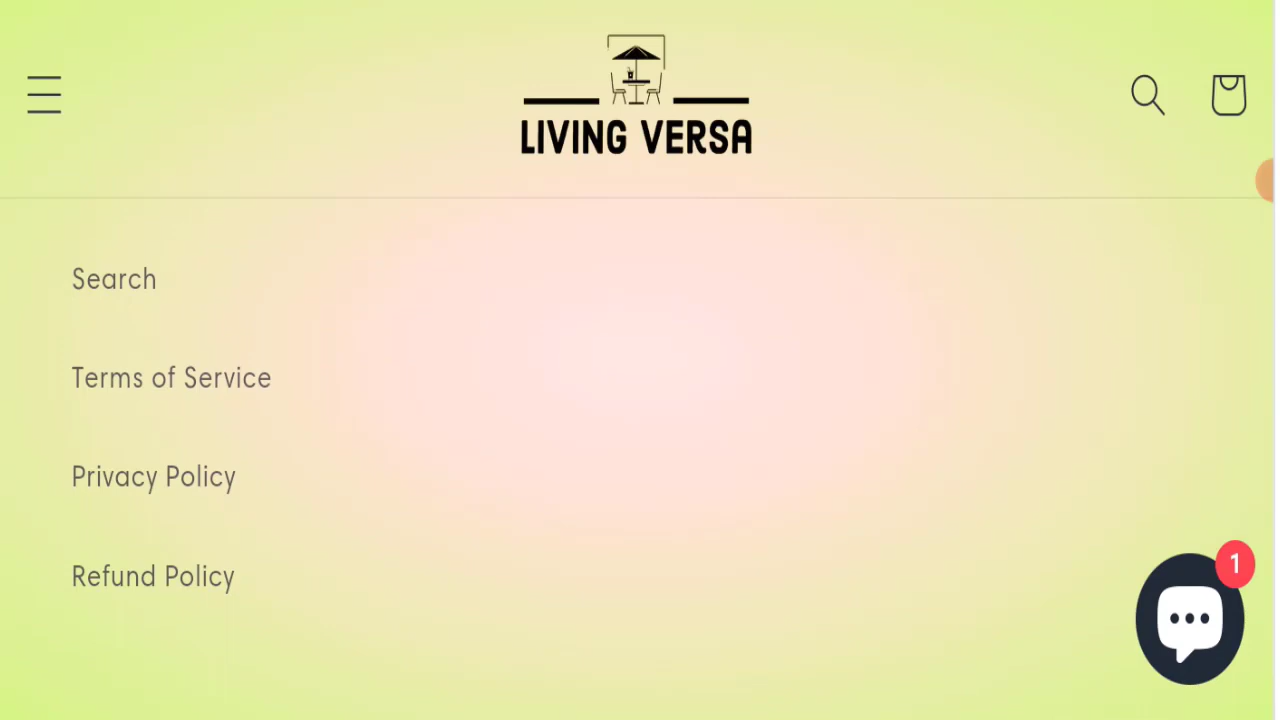 LIVING VERSA
Search
Terms of Service
Privacy Policy
Refund Policy
1